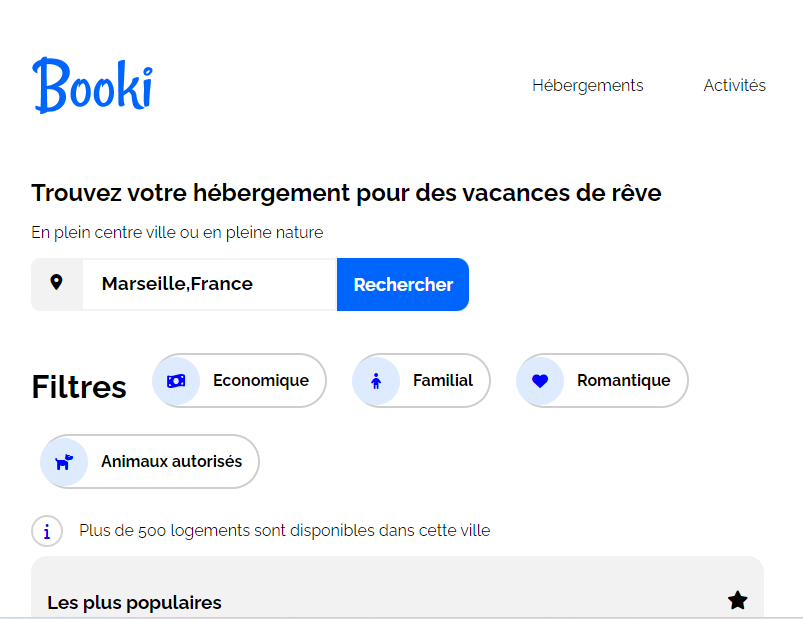 Booki
Hébergements Activités
Trouvez votre hébergement pour des vacances de rêve
En plein centre ville ou en pleine nature
Marseille,France Rechercher
Filtres Economique Familial Romantique
Animaux autorisés
i Plus de 500 logements sont disponibles dans cette ville
Les plus populaires